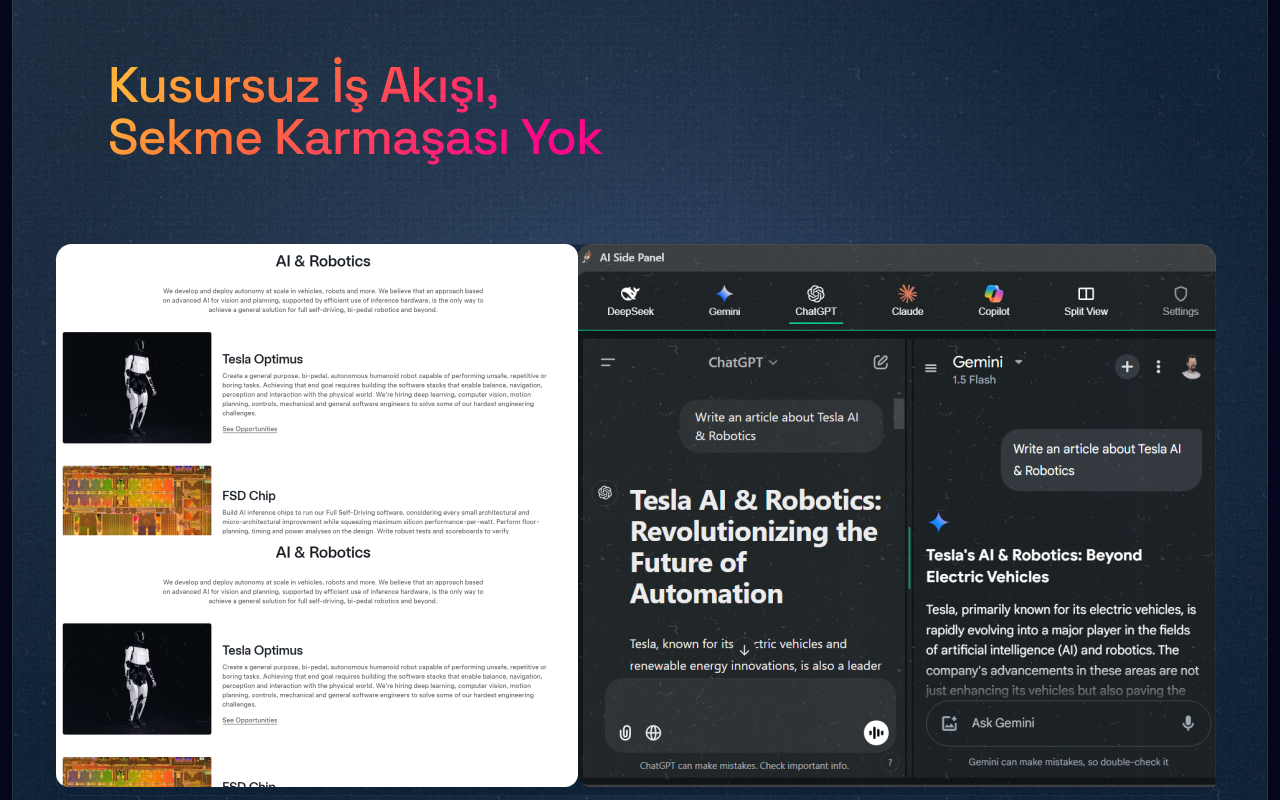 Kusursuz İş Akışı,
Sekme Karmaşası Yok
AI & Robotics
We develop and deploy autonomy at scale in vehicles, robots and more. We believe that an approach based
on advanced AI for vision and planning, supported by efficient use of inference hardware, is the only way to
achieve a general solution for full self-driving, bi-pedal robotics and beyond.
Tesla Optimus
Create a general purpose, bi-pedal, autonomous humanoid robot capable of performing unsafe, repetitive or
boring tasks. Achieving that end goal requires building the software stacks that enable balance, navigation,
perception and interaction with the physical world. We're hiring deep learning, computer vision, motion
planning, controls, mechanical and general software engineers to solve some of our hardest engineering
challenges.
See Opportunities
FSD Chip
Build AI inference chips to run our Full Self-Driving software, considering every small architectural and
micro-architectural improvement while squeezing maximum silicon performance-per-watt. Perform floor-
planning, timing and power analyses on the design. Write robust tests and scoreboards to verify
AI & Robotics
We develop and deploy autonomy at scale in vehicles, robots and more. We believe that an approach based
on advanced AI for vision and planning, supported by efficient use of inference hardware, is the only way to
achieve a general solution for full self-driving, bi-pedal robotics and beyond.
Tesla Optimus
Create a general purpose, bi-pedal, autonomous humanoid robot capable of performing unsafe, repetitive or
boring tasks. Achieving that end goal requires building the software stacks that enable balance, navigation,
perception and interaction with the physical world. We're hiring deep learning, computer vision, motion
planning, controls, mechanical and general software engineers to solve some of our hardest engineering
challenges.
See Opportunities
FSD Chip
AI Side Panel
DeepSeek
Gemini
ChatGPT
Claude
Copilot
Split View
Settings
ChatGPT
Write an article about Tesla AI
& Robotics
Tesla AI & Robotics:
Revolutionizing the
Future of
Automation
Tesla, known for its tric vehicles and
renewable energy innovations, is also a leader
ChatGPT can make mistakes. Check important info.
?
Gemini
1.5 Flash
Write an article about Tesla AI
& Robotics
Tesla's AI & Robotics: Beyond
Electric Vehicles
Tesla, primarily known for its electric vehicles, is
rapidly evolving into a major player in the fields
of artificial intelligence (AI) and robotics. The
company's advancements in these areas are not
just enhancing its vehicles but also paving the
Ask Gemini
Gemini can make mistakes, so double-check it